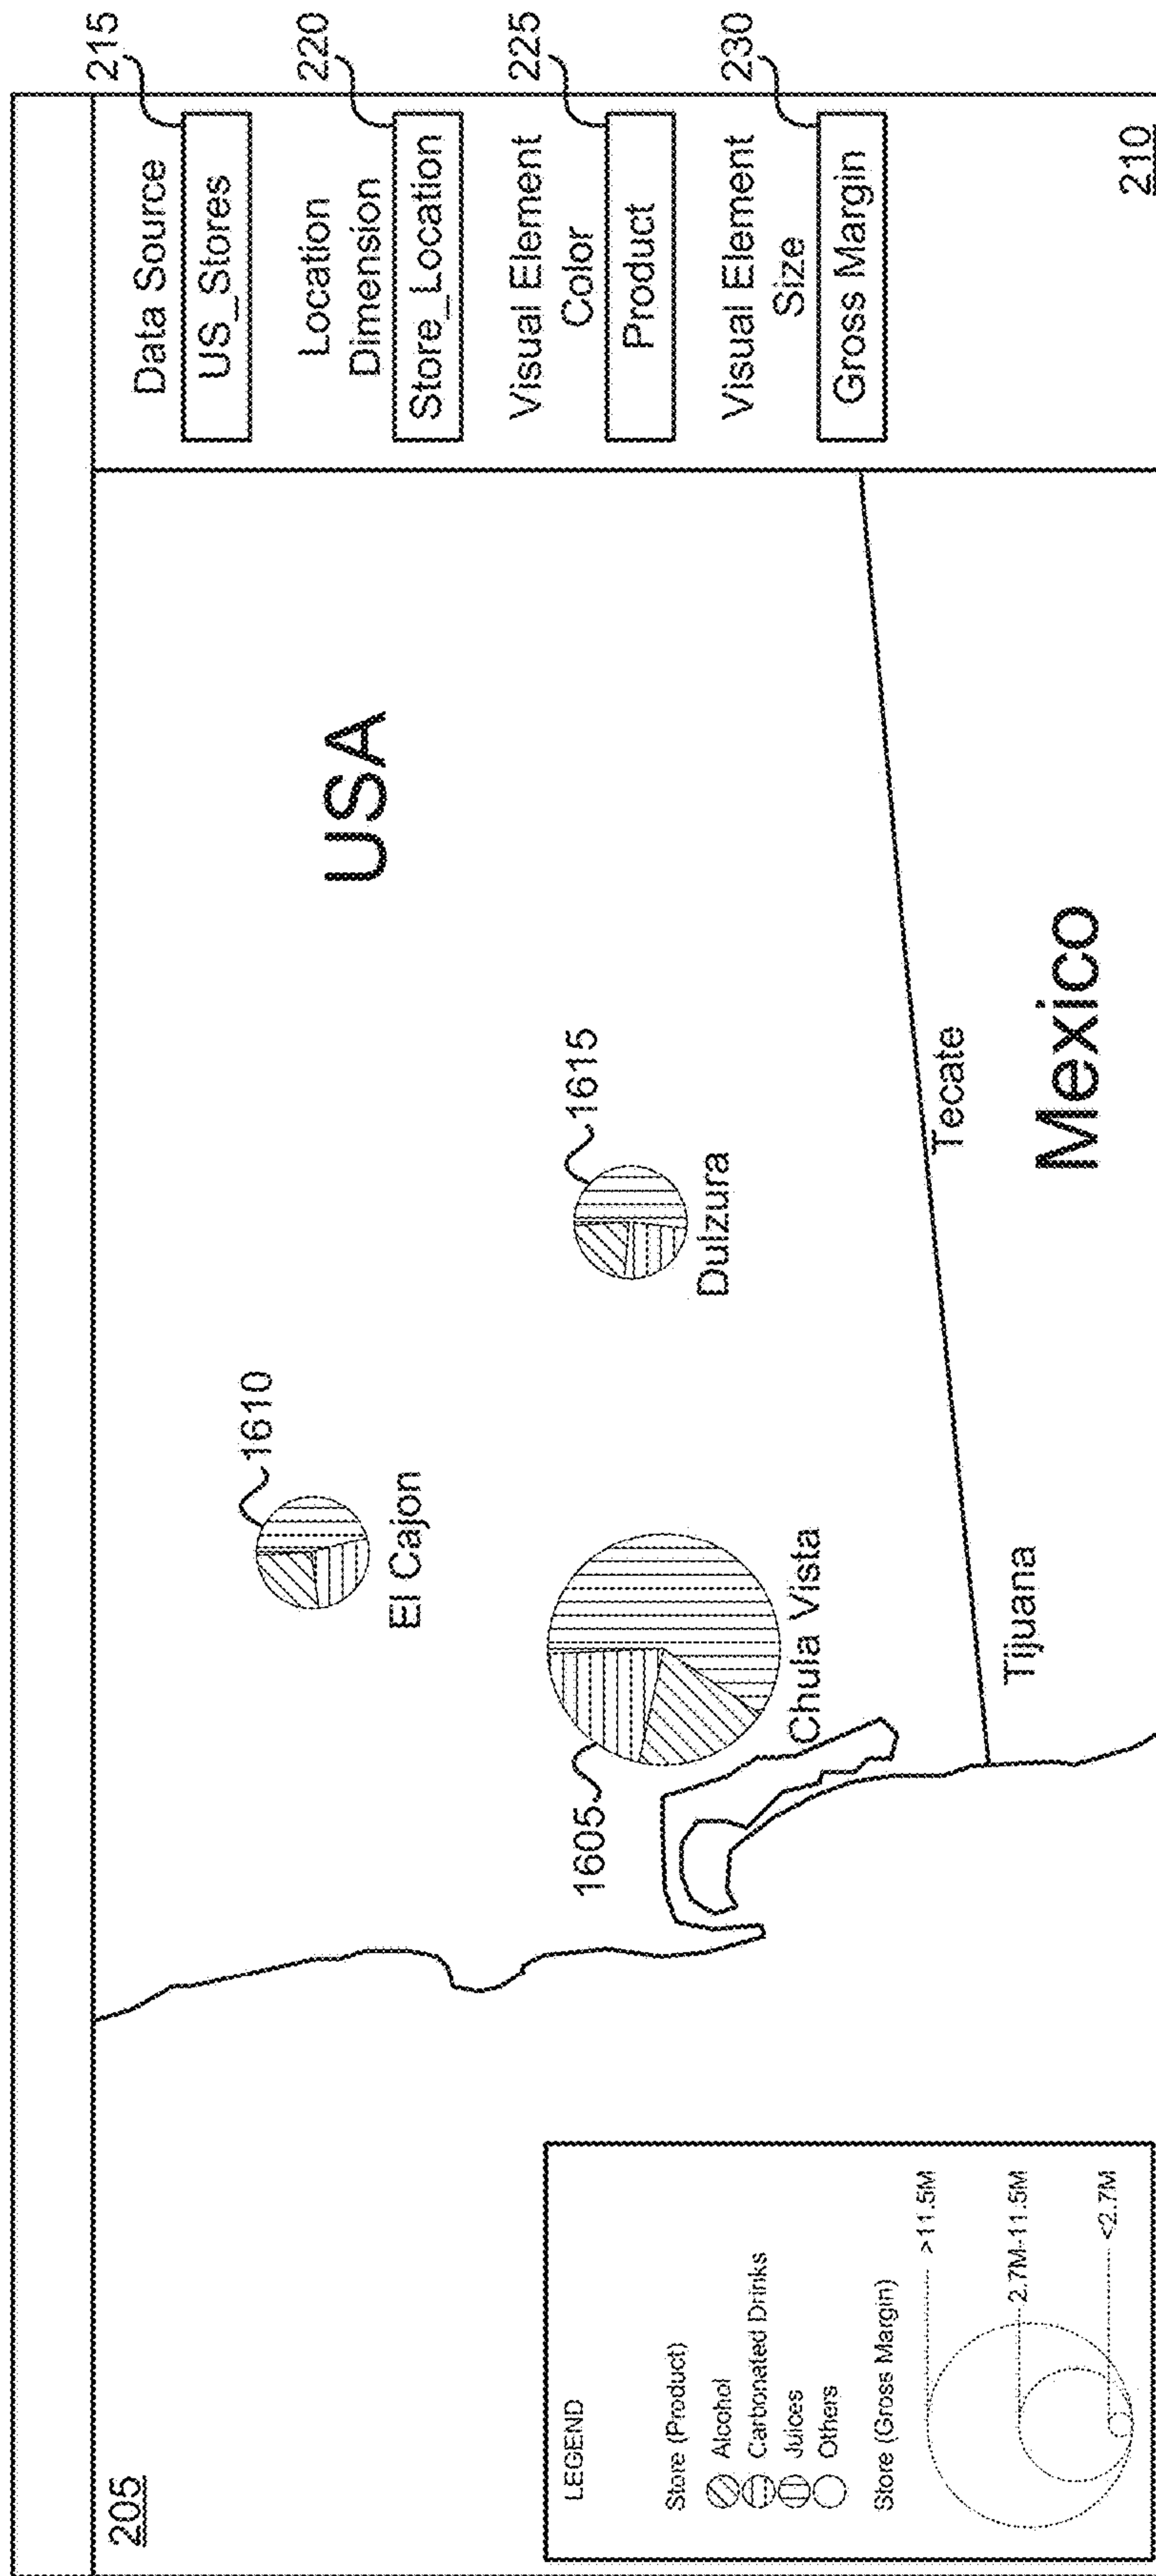 205
USA
1610
El Cajon
1615
Dulzura
1605
Chula Vista
Tecate
Tijuana
Mexico
LEGEND
Store (Product)
Alcohol
Carbonated Drinks
Juices
Others
Store (Gross Margin)
>11.5M
2.7M-11.5M
<2.7M
215
Data Source
US_Stores
220
Location
Dimension
Store_Location
225
Visual Element
Color
Product
230
Visual Element
Size
Gross Margin
210